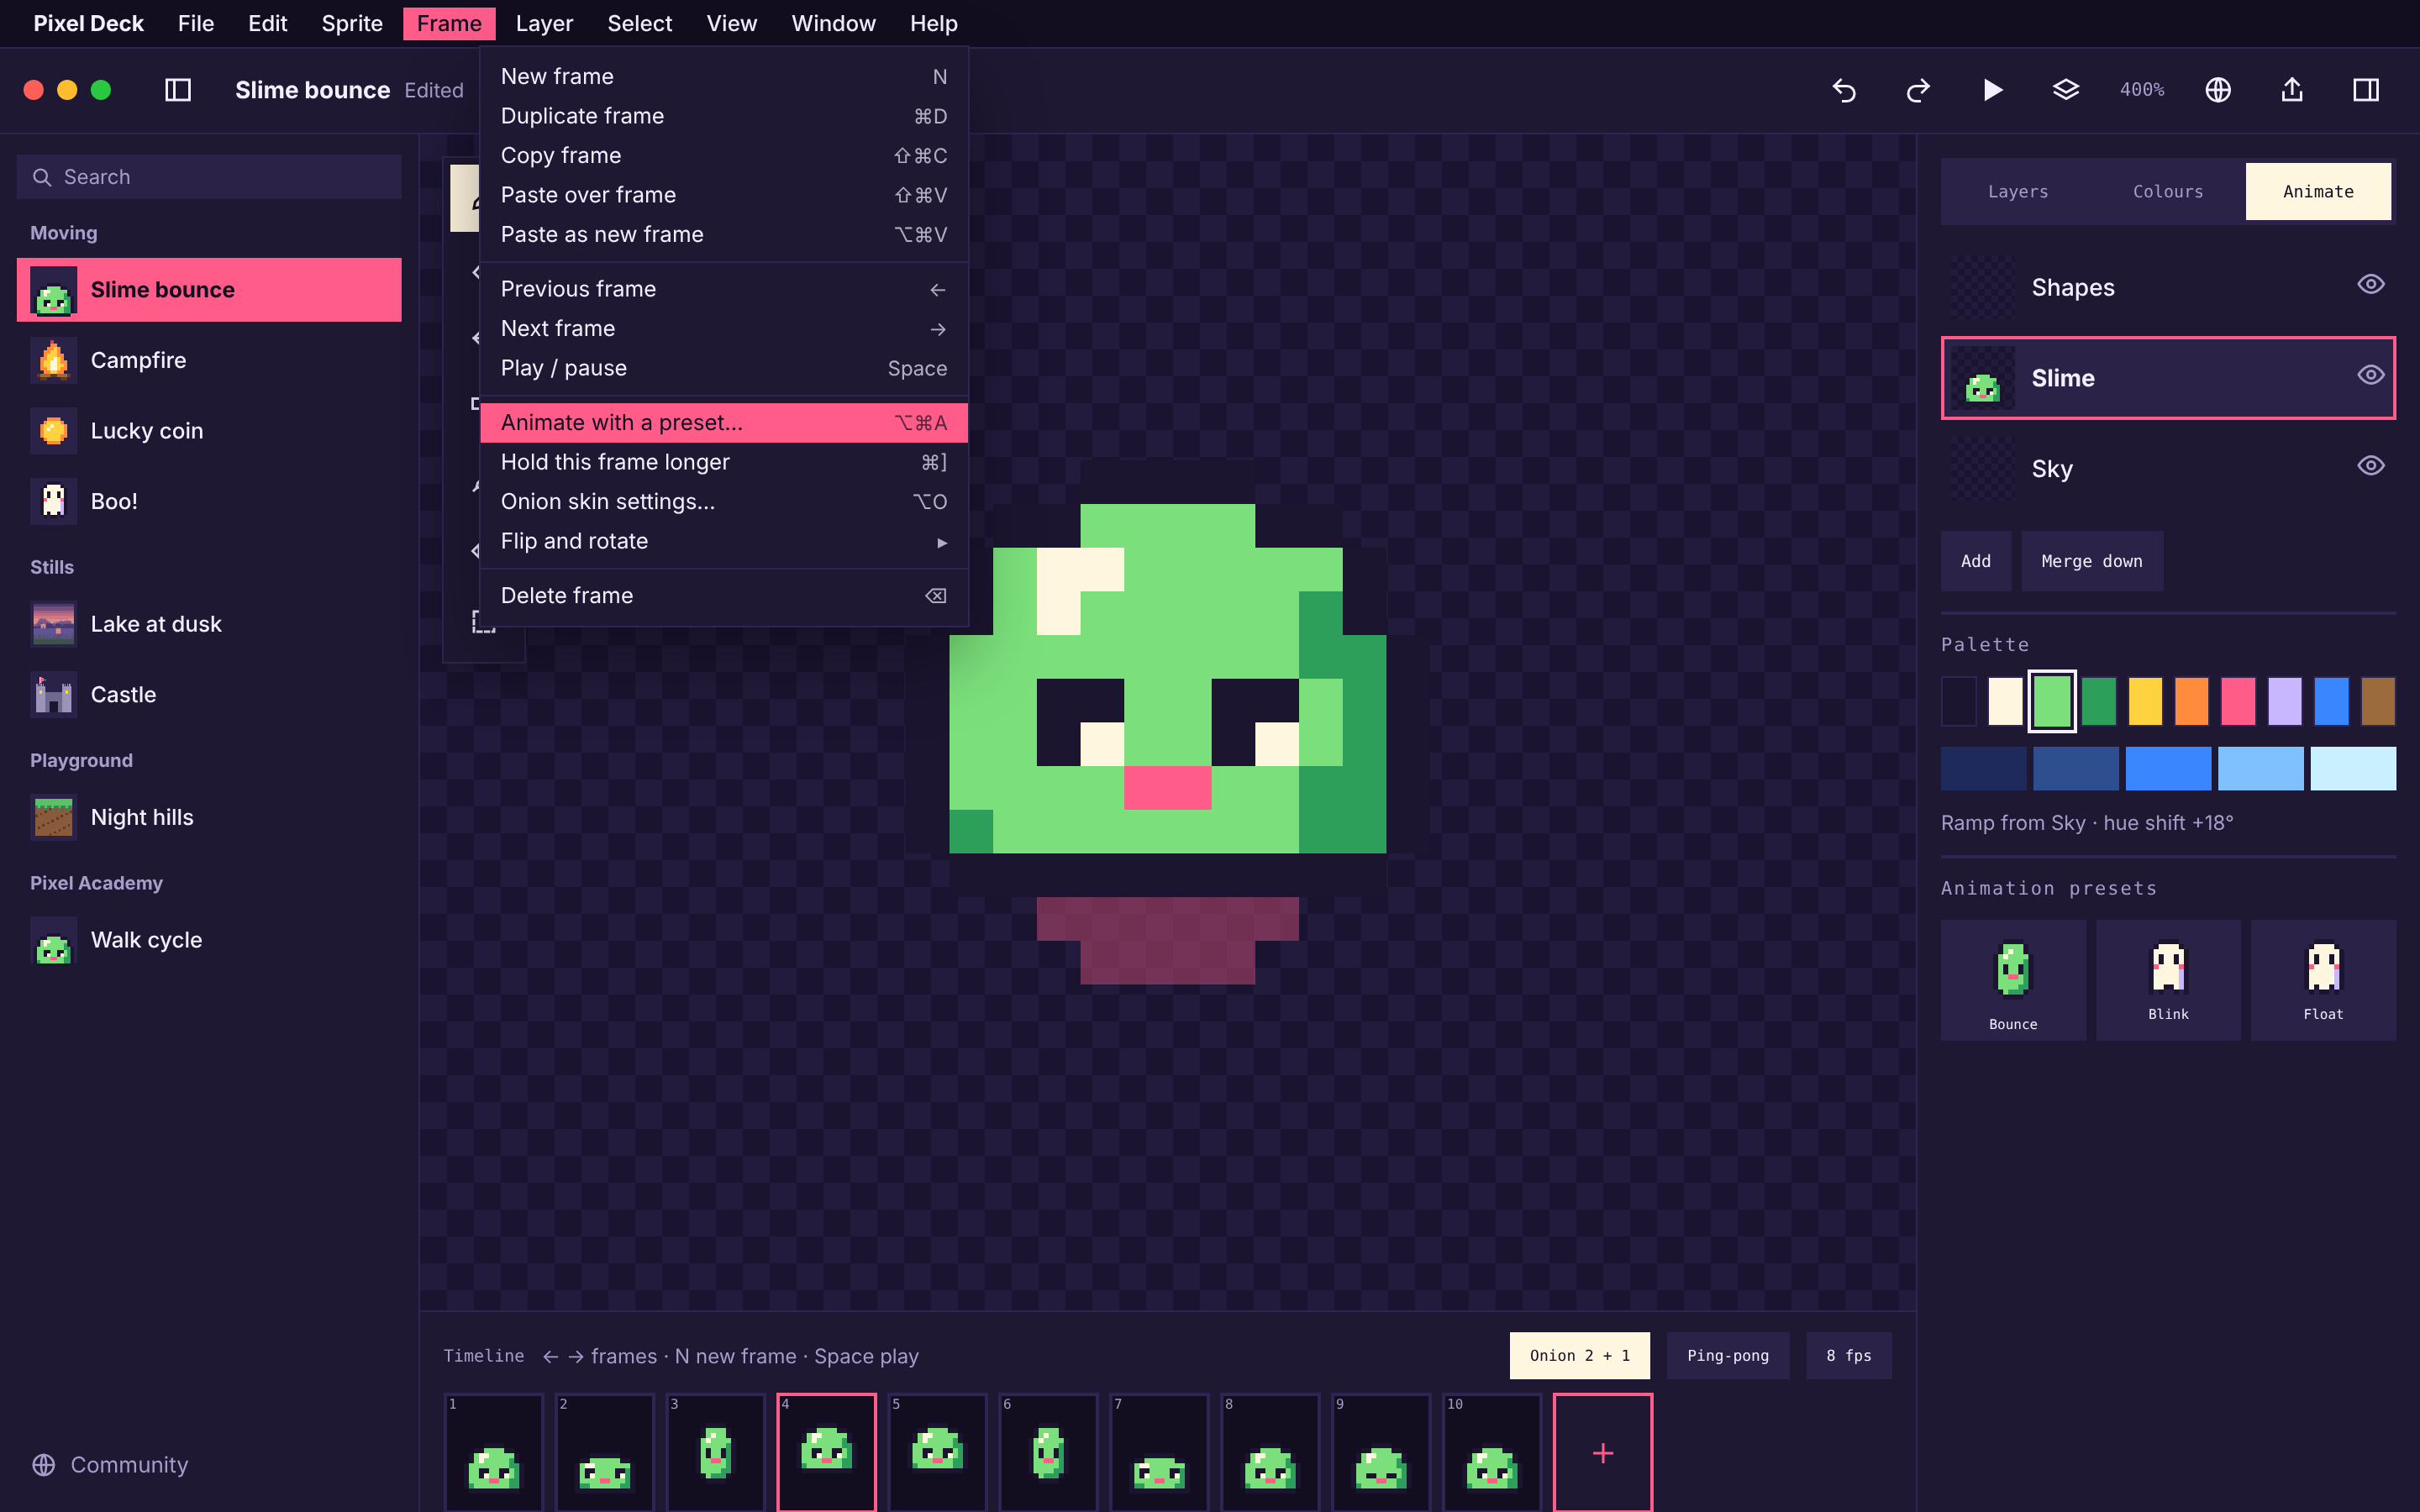 Pixel Deck File Edit Sprite Frame Layer Select View Window Help
Slime bounce Edited
400%
Search
Moving
Slime bounce
Campfire
Lucky coin
Boo!
Stills
Lake at dusk
Castle
Playground
Night hills
Pixel Academy
Walk cycle
Community
New frame N
Duplicate frame ⌘D
Copy frame ⇧⌘C
Paste over frame ⇧⌘V
Paste as new frame ⌥⌘V
Previous frame ←
Next frame →
Play / pause Space
Animate with a preset... ⌥⌘A
Hold this frame longer ⌘]
Onion skin settings... ⌥O
Flip and rotate ▸
Delete frame ⌫
Timeline ← → frames · N new frame · Space play
Onion 2 + 1 Ping-pong 8 fps
1 2 3 4 5 6 7 8 9 10 +
Layers Colours Animate
Shapes
Slime
Sky
Add Merge down
Palette
Ramp from Sky · hue shift +18°
Animation presets
Bounce Blink Float